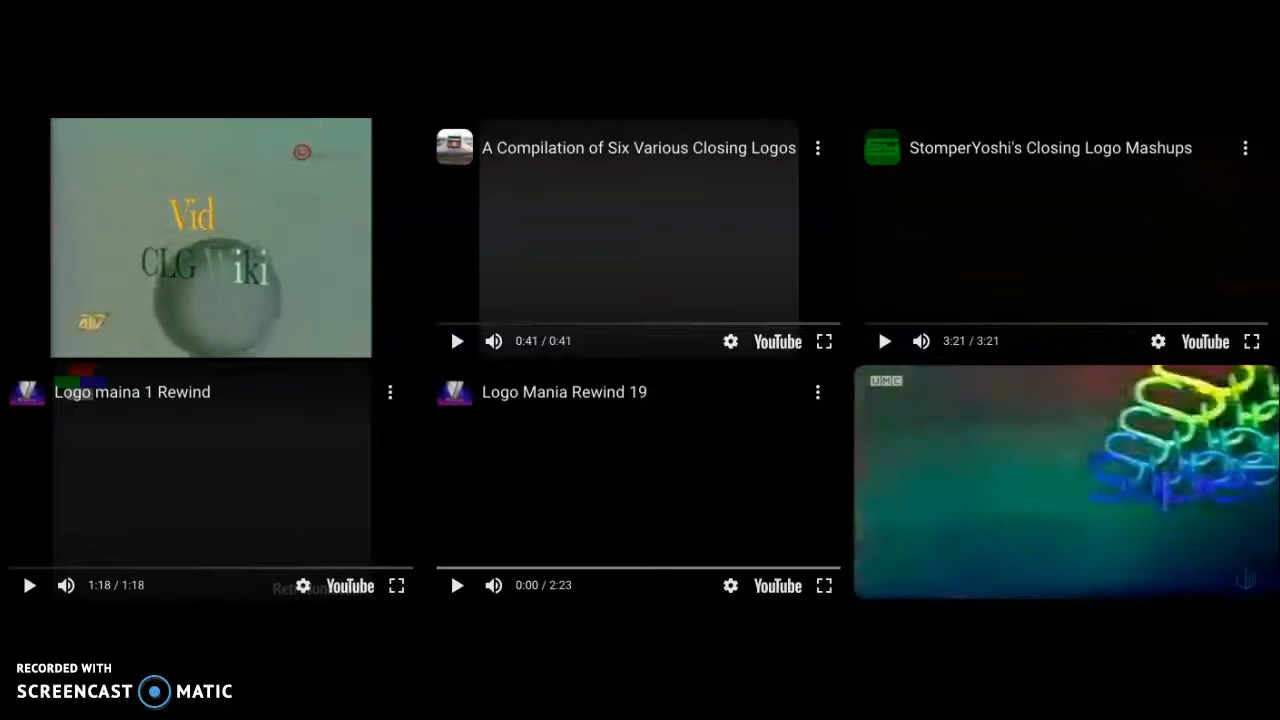 Vid
CLG Wiki
A Compilation of Six Various Closing Logos
0:41 / 0:41
YouTube
StomperYoshi's Closing Logo Mashups
3:21 / 3:21
YouTube
Logo maina 1 Rewind
1:18 / 1:18
YouTube
Logo Mania Rewind 19
0:00 / 2:23
YouTube
UMC
RECORDED WITH
SCREENCAST MATIC